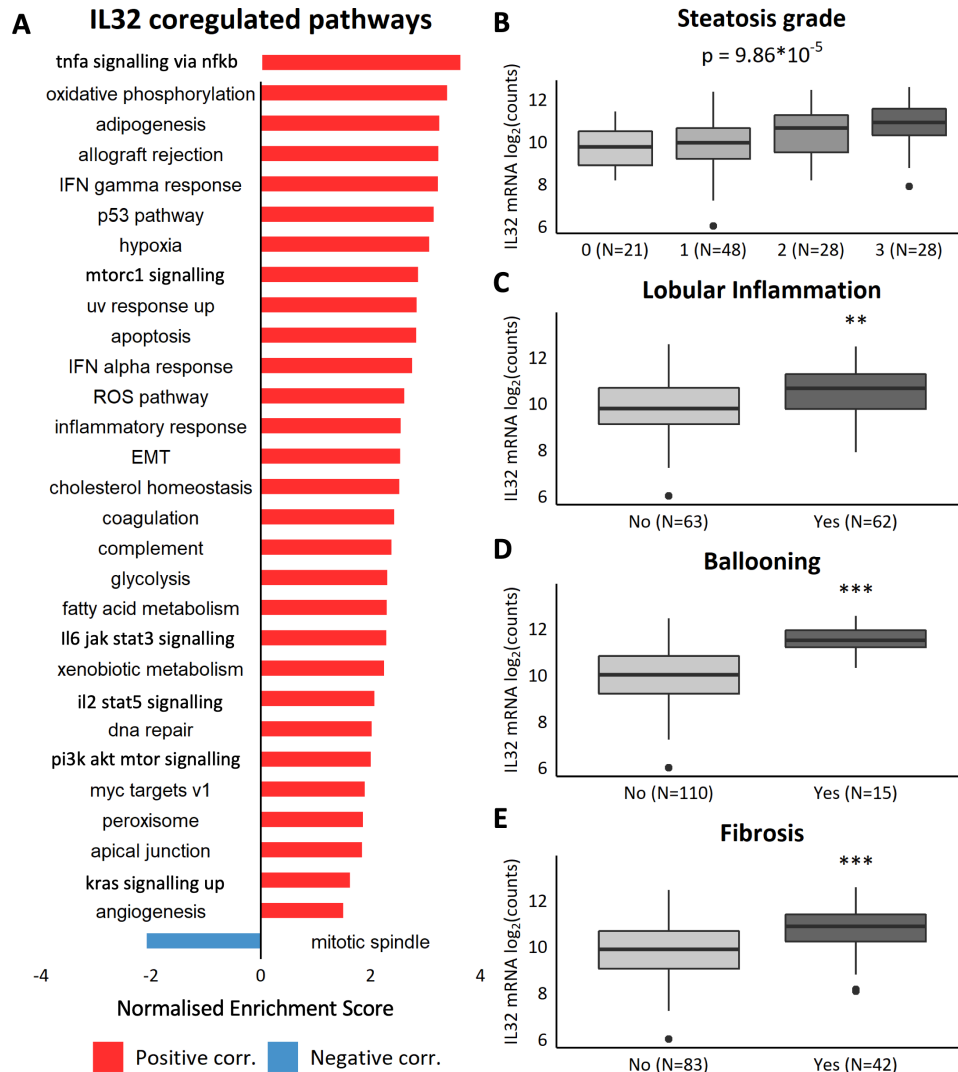 A
IL32 coregulated pathways
tnfa signalling via nfkb
oxidative phosphorylation
adipogenesis
allograft rejection
IFN gamma response
p53 pathway
hypoxia
mtorc1 signalling
uv response up
apoptosis
IFN alpha response
ROS pathway
inflammatory response
EMT
cholesterol homeostasis
coagulation
complement
glycolysis
fatty acid metabolism
Il6 jak stat3 signalling
xenobiotic metabolism
il2 stat5 signalling
dna repair
pi3k akt mtor signalling
myc targets v1
peroxisome
apical junction
kras signalling up
angiogenesis
mitotic spindle
-4 -2 0 2 4
Normalised Enrichment Score
Positive corr. Negative corr.
B
Steatosis grade
p = 9.86*10^-5
IL32 mRNA log₂(counts)
12
10
8
6
0 (N=21) 1 (N=48) 2 (N=28) 3 (N=28)
C
Lobular Inflammation
**
IL32 mRNA log₂(counts)
12
10
8
6
No (N=63) Yes (N=62)
D
Ballooning
***
IL32 mRNA log₂(counts)
12
10
8
6
No (N=110) Yes (N=15)
E
Fibrosis
***
IL32 mRNA log₂(counts)
12
10
8
6
No (N=83) Yes (N=42)